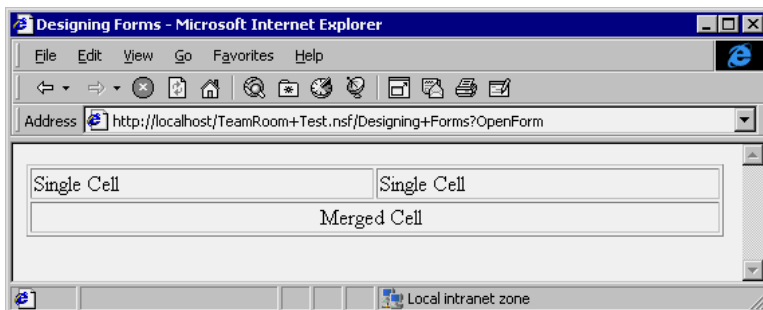 Designing Forms - Microsoft Internet Explorer
File Edit View Go Favorites Help
Address http://localhost/TeamRoom+Test.nsf/Designing+Forms?OpenForm
Single Cell Single Cell
Merged Cell
Local intranet zone